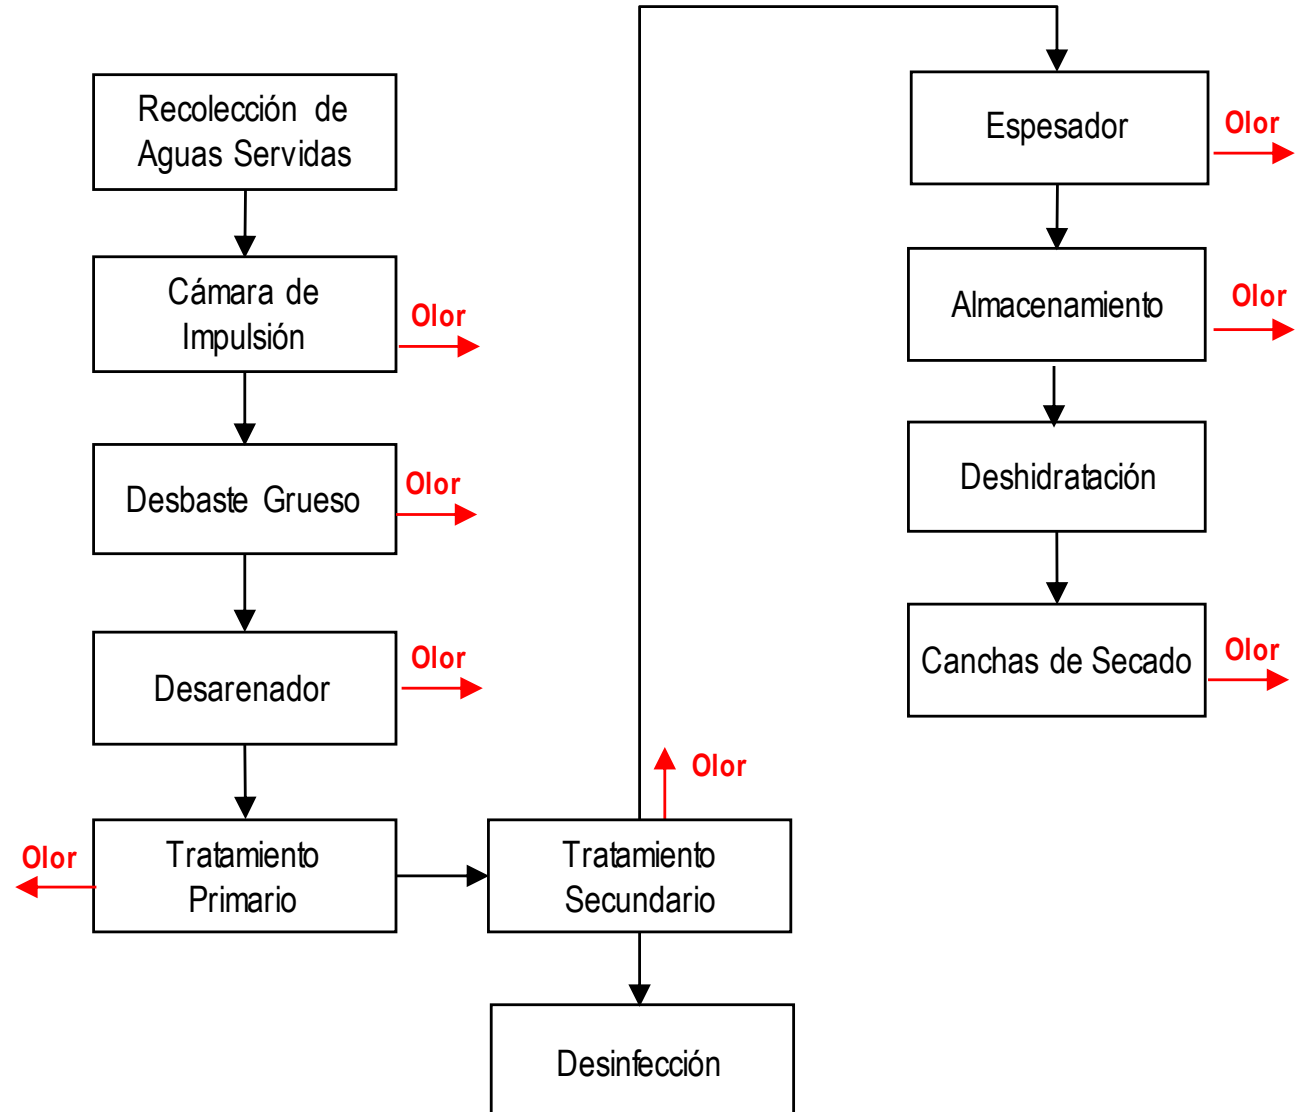 Recolección de
Aguas Servidas
Cámara de
Impulsión
Olor
Desbaste Grueso
Olor
Desarenador
Olor
Tratamiento
Primario
Olor
Tratamiento
Secundario
Olor
Desinfección
Espesador
Olor
Almacenamiento
Olor
Deshidratación
Canchas de Secado
Olor